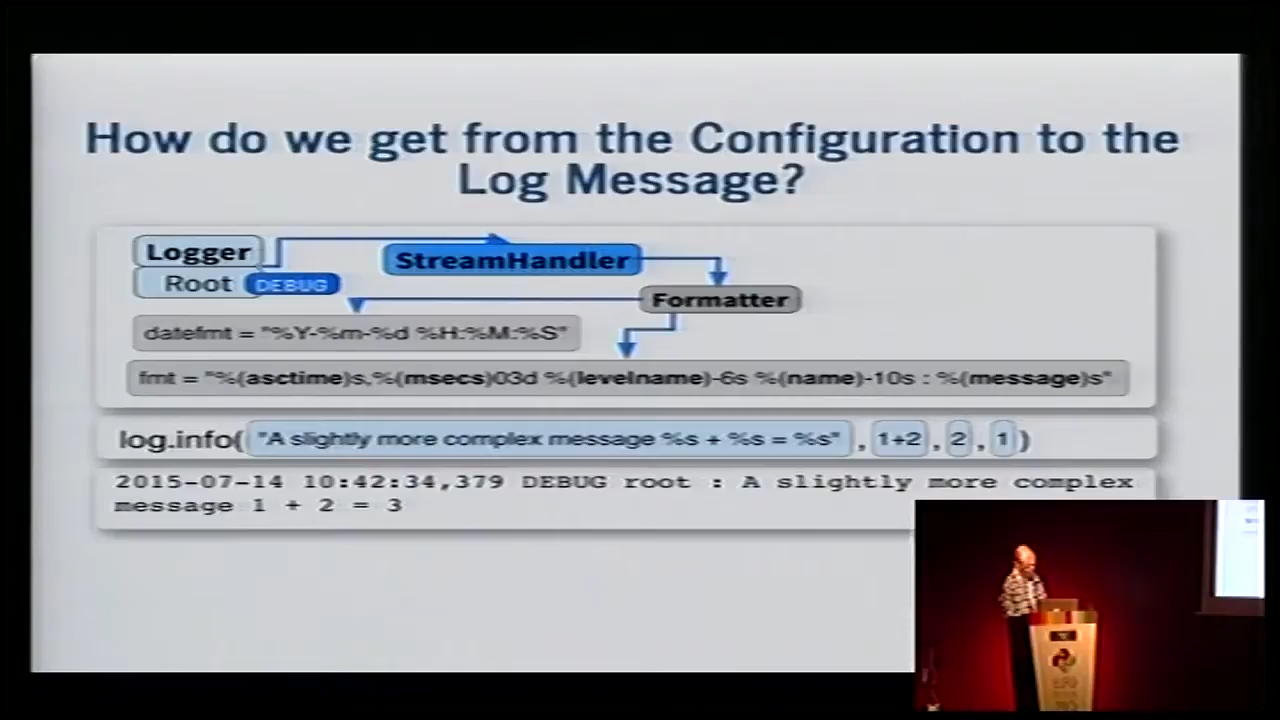 How do we get from the Configuration to the
Log Message?
Logger
StreamHandler
Root DEBUG
Formatter
datefmt = "%Y-%m-%d %H:%M:%S"
fmt = "%(asctime)s,%(msecs)03d %(levelname)-6s %(name)-10s : %(message)s"
log.info( "A slightly more complex message %s + %s = %s" , 1+2 , 2 , 1 )
2015-07-14 10:42:34,379 DEBUG root : A slightly more complex
message 1 + 2 = 3